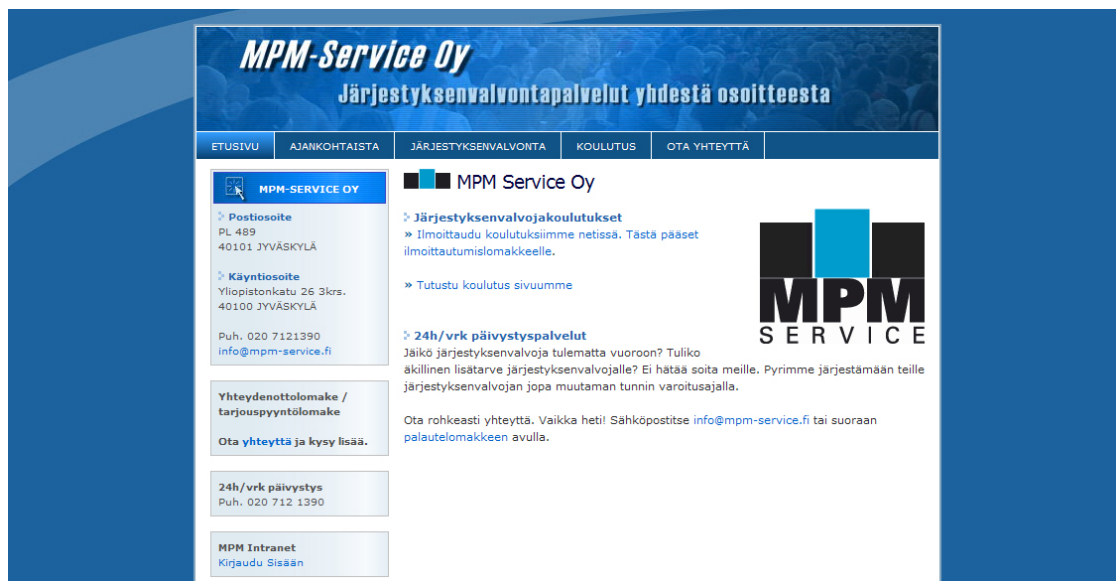 MPM-Service Oy
Järjestyksenvalvontapalvelut yhdestä osoitteesta
ETUSIVU AJANKOHTAISTA JÄRJESTYKSENVALVONTA KOULUTUS OTA YHTEYTTÄ
MPM-SERVICE OY
Postiosoite
PL 489
40101 JYVÄSKYLÄ
Käyntiosoite
Yliopistonkatu 26 3krs.
40100 JYVÄSKYLÄ
Puh. 020 7121390
info@mpm-service.fi
Yhteydenottolomake /
tarjouspyyntölomake
Ota yhteyttä ja kysy lisää.
24h/vrk päivystys
Puh. 020 712 1390
MPM Intranet
Kirjaudu Sisään
MPM Service Oy
Järjestyksenvalvojakoulutukset
» Ilmoittaudu koulutuksiimme netissä. Tästä pääset
ilmoittautumislomakkeelle.
» Tutustu koulutus sivuumme
MPM
SERVICE
24h/vrk päivystyspalvelut
Jäikö järjestyksenvalvoja tulematta vuoroon? Tuliko
äkillinen lisätarve järjestyksenvalvojalle? Ei hätää soita meille. Pyrimme järjestämään teille
järjestyksenvalvojan jopa muutaman tunnin varoitusajalla.
Ota rohkeasti yhteyttä. Vaikka heti! Sähköpostitse info@mpm-service.fi tai suoraan
palautelomakkeen avulla.